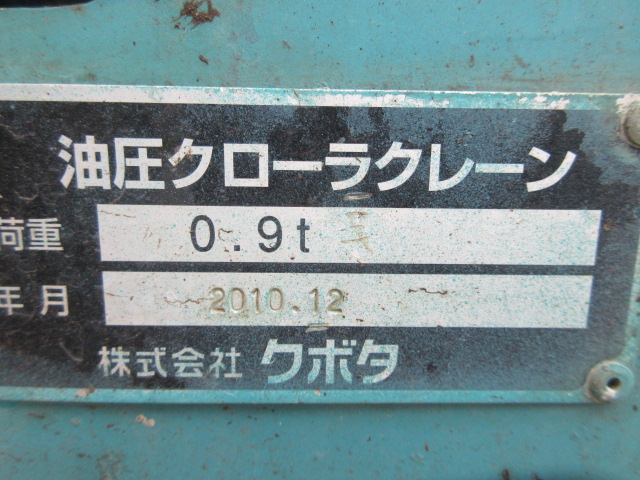 油圧クローラクレーン
荷重 0.9t
年月 2010.12
株式会社 クボタ